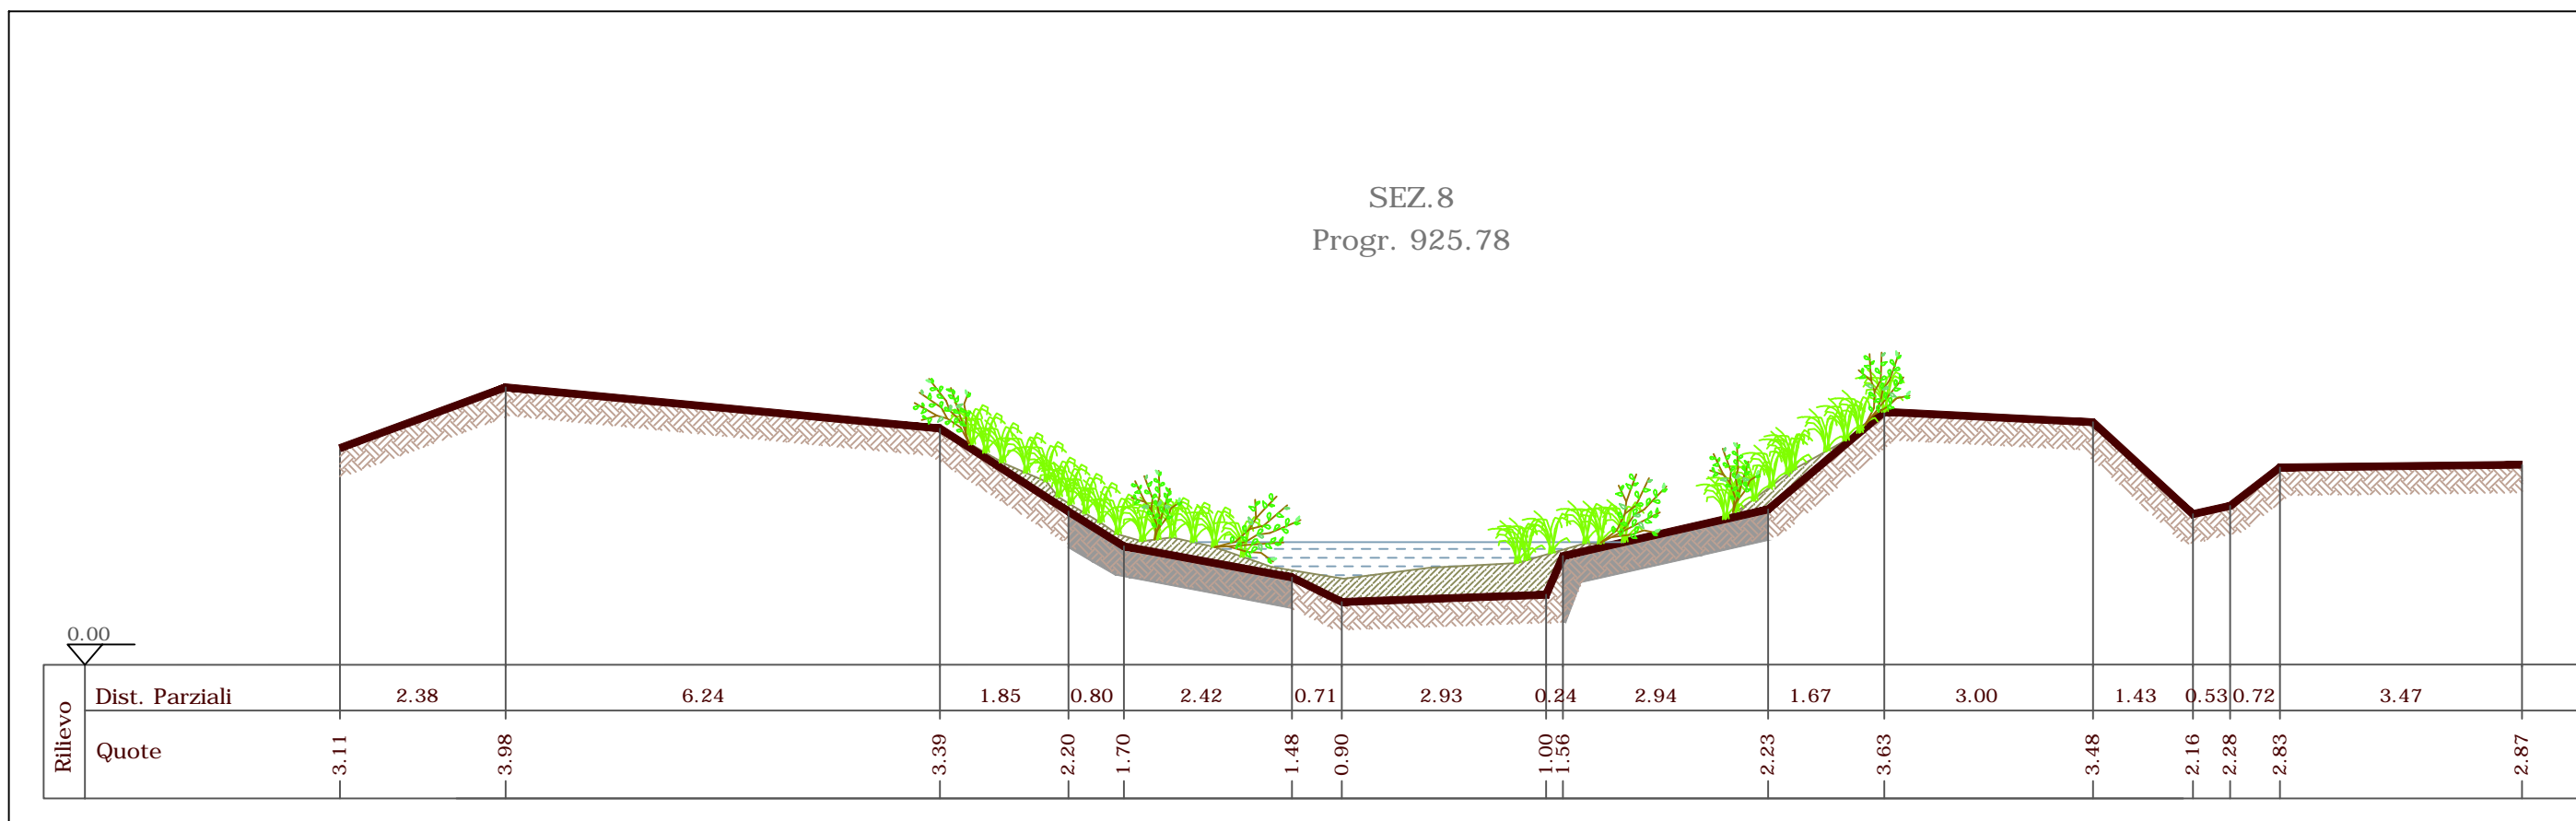 SEZ.8
Progr. 925.78
0.00
Rilievo
Dist. Parziali 2.38 6.24 1.85 0.80 2.42 0.71 2.93 0.24 2.94 1.67 3.00 1.43 0.53 0.72 3.47
Quote 3.11 3.98 3.39 2.20 1.70 1.48 0.90 1.00 1.56 2.23 3.63 3.48 2.16 2.28 2.83 2.87